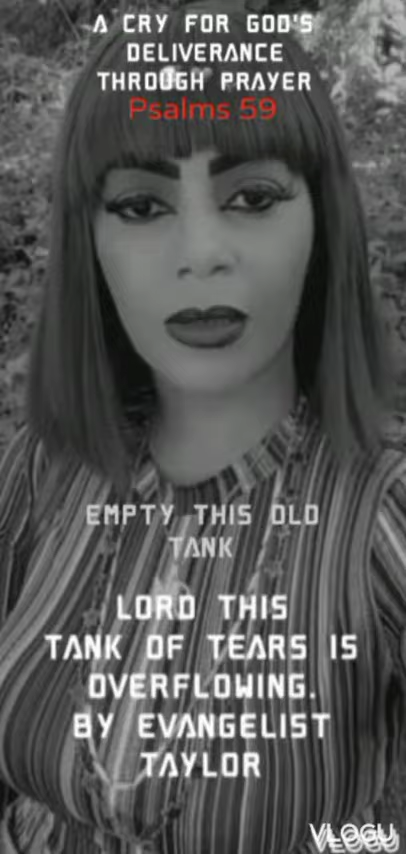 A CRY FOR GOD'S
DELIVERANCE
THROUGH PRAYER
Psalms 59
EMPTY THIS OLD
TANK
LORD THIS
TANK OF TEARS IS
OVERFLOWING.
BY EVANGELIST
TAYLOR
VLOGU